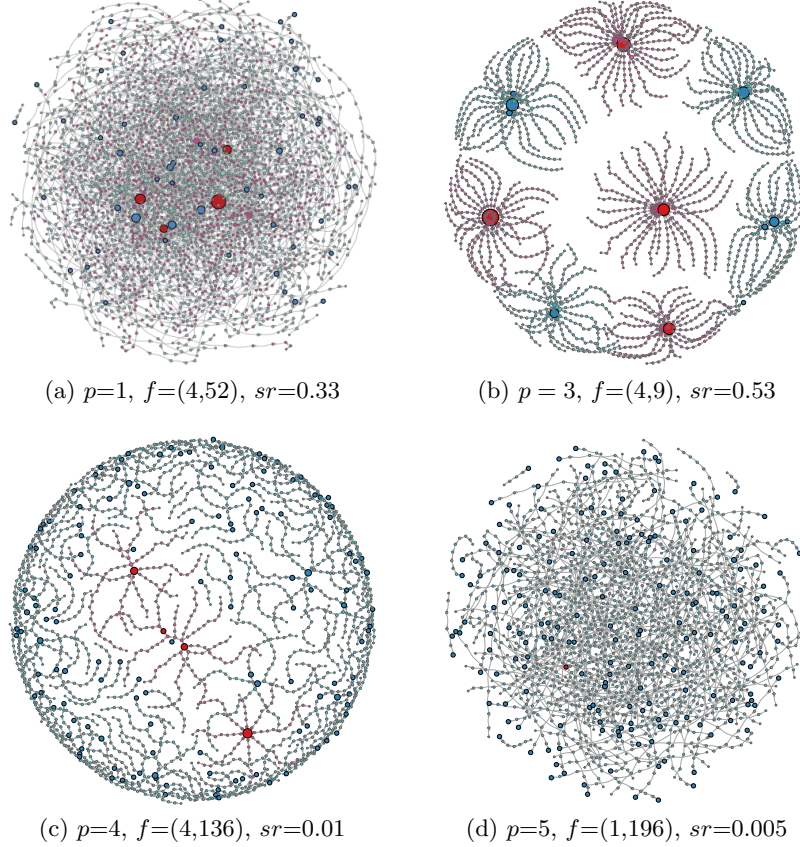 (a) p=1, f=(4,52), sr=0.33
(b) p = 3, f=(4,9), sr=0.53
(c) p=4, f=(4,136), sr=0.01
(d) p=5, f=(1,196), sr=0.005